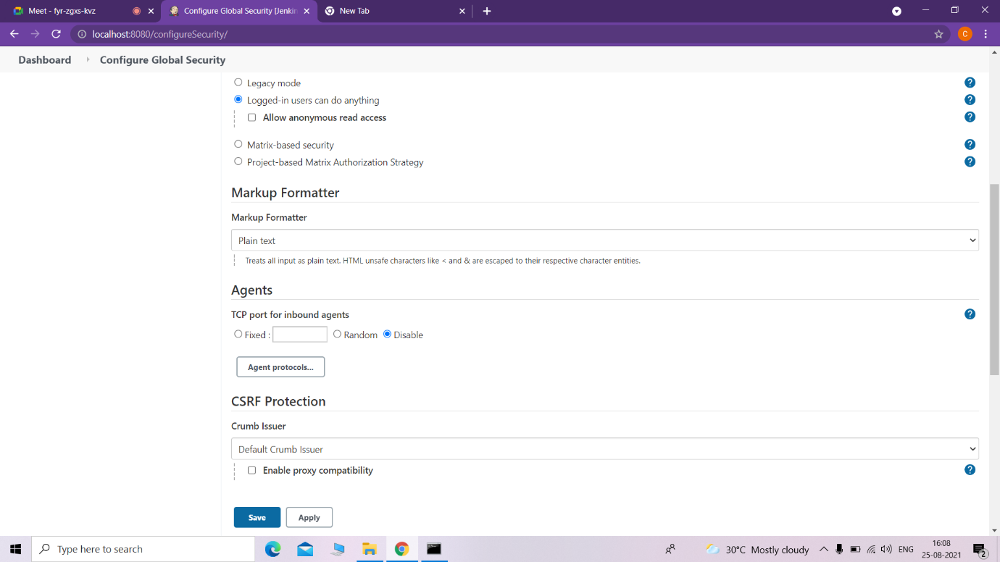 Meet - fyr-zgxs-kvz
Configure Global Security [Jenkin
New Tab
localhost:8080/configureSecurity/
C
Dashboard
Configure Global Security
Legacy mode
?
Logged-in users can do anything
?
Allow anonymous read access
?
Matrix-based security
?
Project-based Matrix Authorization Strategy
?
Markup Formatter
Markup Formatter
Plain text
Treats all input as plain text. HTML unsafe characters like < and & are escaped to their respective character entities.
Agents
TCP port for inbound agents
?
Fixed : Random Disable
Agent protocols...
CSRF Protection
Crumb Issuer
Default Crumb Issuer
Enable proxy compatibility
?
Save Apply
Type here to search
30°C Mostly cloudy
ENG
16:08
25-08-2021
2